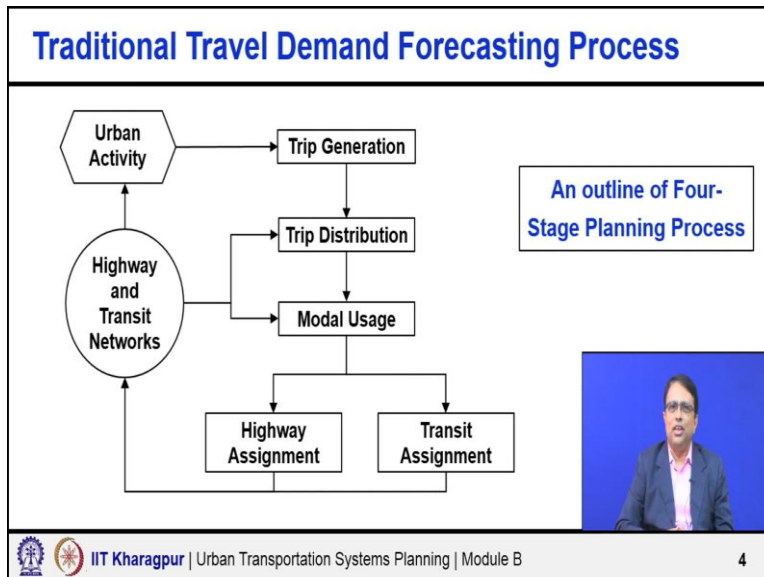 Traditional Travel Demand Forecasting Process
Urban
Activity
Trip Generation
An outline of Four-
Stage Planning Process
Trip Distribution
Highway
and
Transit
Networks
Modal Usage
Highway
Assignment
Transit
Assignment
IIT Kharagpur | Urban Transportation Systems Planning | Module B
4